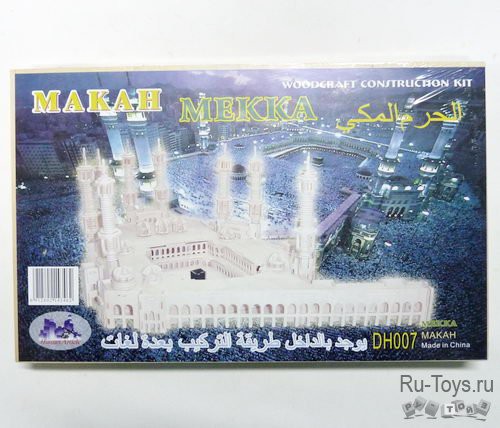 WOODCRAFT CONSTRUCTION KIT
MAKAH MEKKA الحرم المكي
يوجد بالداخل طريقة التركيب بعدة لغات DH007
MEKKA
MAKAH
Made in China
Ru-Toys.ru